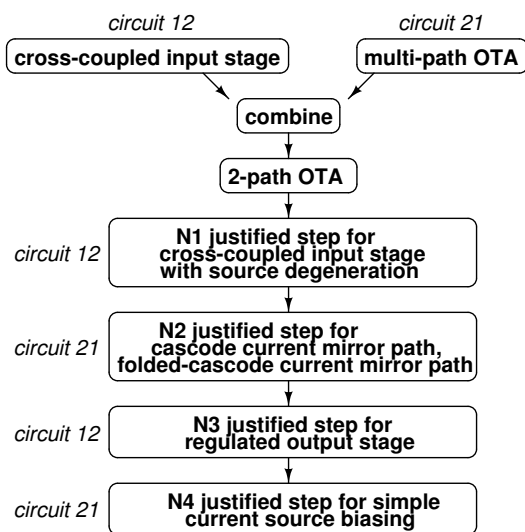 circuit 12
circuit 21
cross-coupled input stage
multi-path OTA
combine
2-path OTA
circuit 12
N1 justified step for
cross-coupled input stage
with source degeneration
circuit 21
N2 justified step for
cascode current mirror path,
folded-cascode current mirror path
circuit 12
N3 justified step for
regulated output stage
circuit 21
N4 justified step for simple
current source biasing